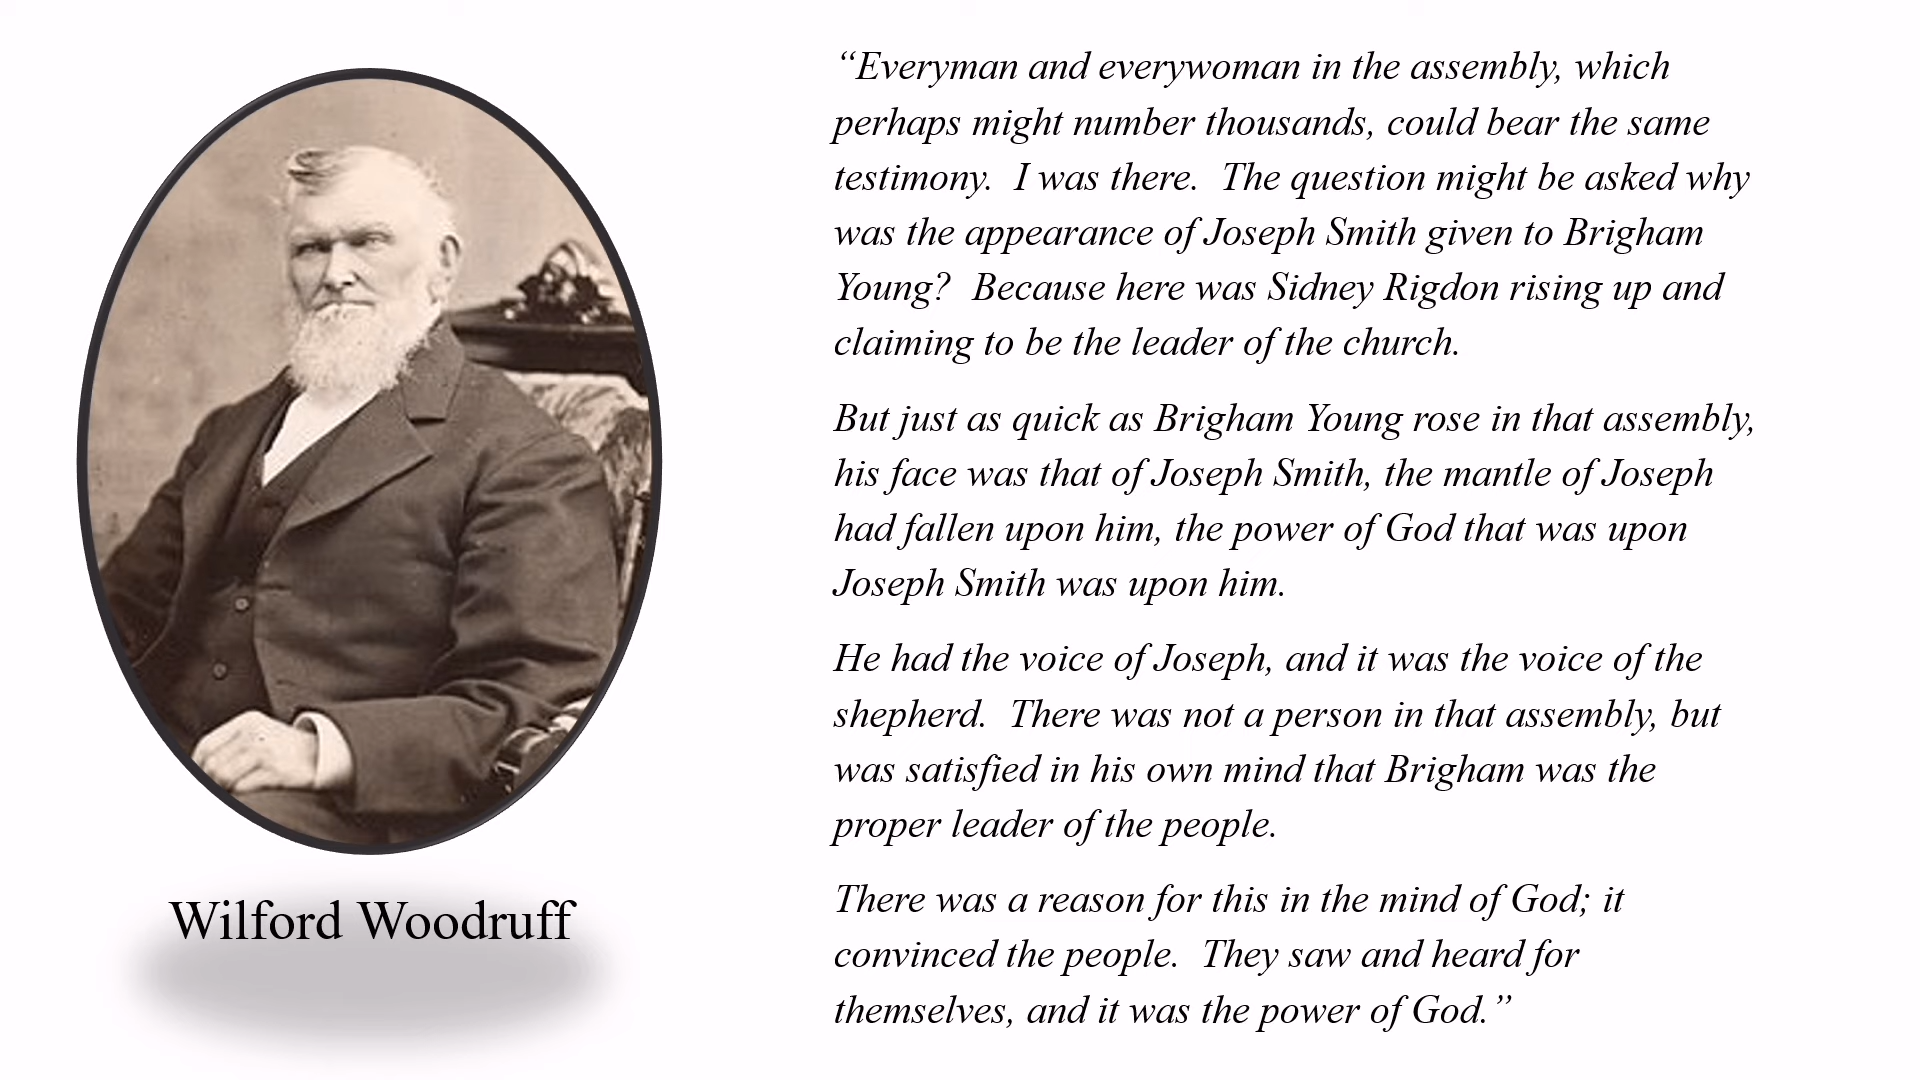 “Everyman and everywoman in the assembly, which
perhaps might number thousands, could bear the same
testimony.  I was there.  The question might be asked why
was the appearance of Joseph Smith given to Brigham
Young?  Because here was Sidney Rigdon rising up and
claiming to be the leader of the church.
But just as quick as Brigham Young rose in that assembly,
his face was that of Joseph Smith, the mantle of Joseph
had fallen upon him, the power of God that was upon
Joseph Smith was upon him.
He had the voice of Joseph, and it was the voice of the
shepherd.  There was not a person in that assembly, but
was satisfied in his own mind that Brigham was the
proper leader of the people.
There was a reason for this in the mind of God; it
convinced the people.  They saw and heard for
themselves, and it was the power of God.”
Wilford Woodruff